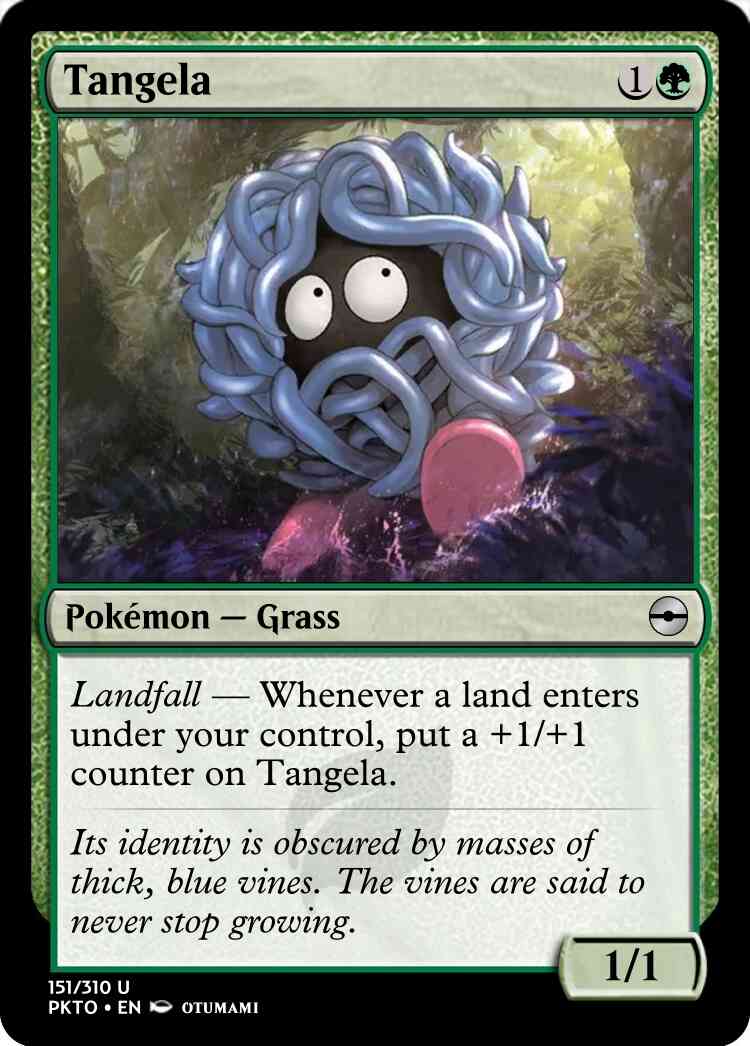 Tangela 1
Pokémon — Grass
Landfall — Whenever a land enters
under your control, put a +1/+1
counter on Tangela.
Its identity is obscured by masses of
thick, blue vines. The vines are said to
never stop growing.
1/1
151/310 U
PKTO • EN OTUMAMI